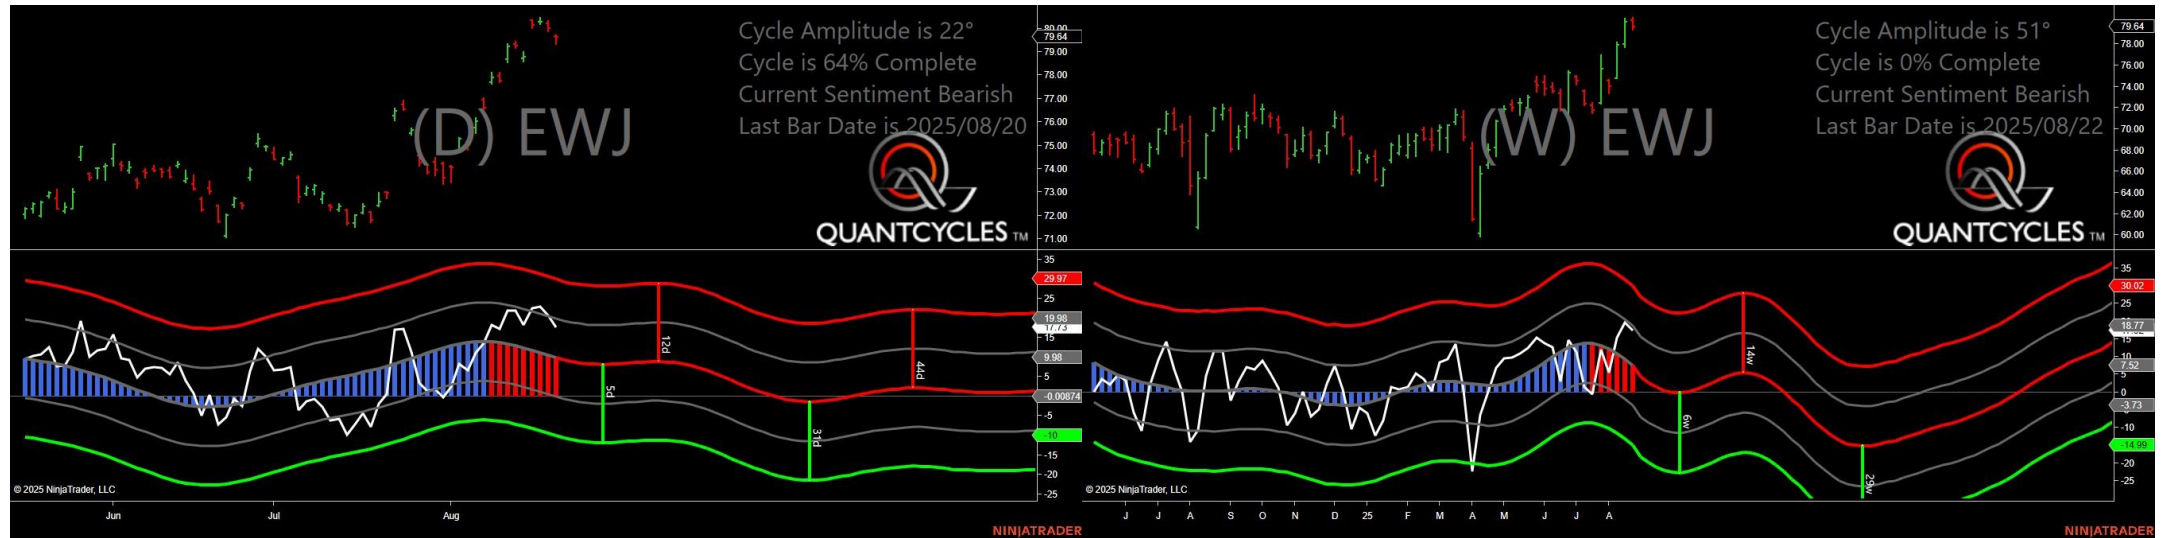 Cycle Amplitude is 22°
Cycle is 64% Complete
Current Sentiment Bearish
Last Bar Date is 2025/08/20
(D) EWJ
QUANTCYCLES TM
80.00
79.64
79.00
78.00
77.00
76.00
75.00
74.00
73.00
72.00
71.00
35
29.97
25
19.98
17.73
15
9.98
5
-0.00874
-5
-10
-15
-20
-25
5d
12d
31d
44d
© 2025 NinjaTrader, LLC
Jun Jul Aug
NINJATRADER
Cycle Amplitude is 51°
Cycle is 0% Complete
Current Sentiment Bearish
Last Bar Date is 2025/08/22
(W) EWJ
QUANTCYCLES TM
79.64
78.00
76.00
74.00
72.00
70.00
68.00
66.00
64.00
62.00
60.00
35
30.02
25
18.77
15
10
7.52
5
0
-3.73
-10
-14.99
-20
-25
6w
14w
29w
© 2025 NinjaTrader, LLC
J J A S O N D 25 F M A M J J A
NINJATRADER